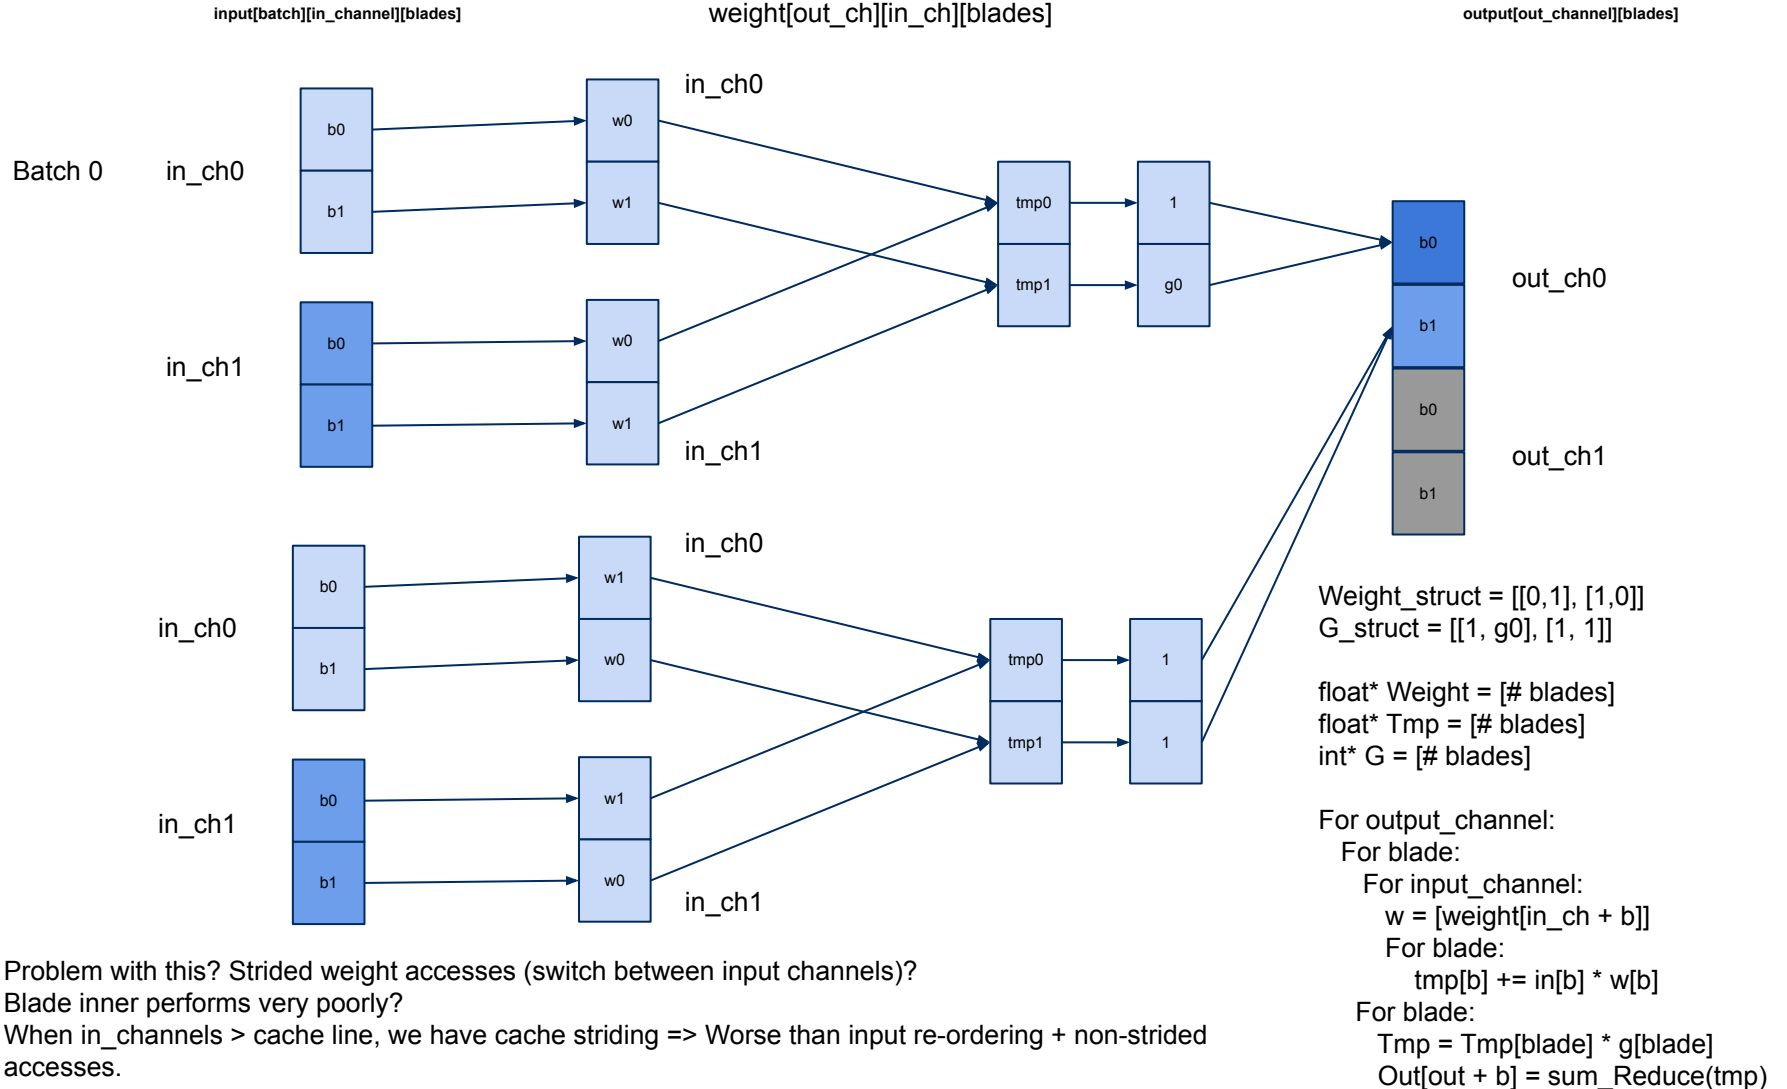 input[batch][in_channel][blades]
weight[out_ch][in_ch][blades]
output[out_channel][blades]
in_ch0
b0
w0
Batch 0
in_ch0
b1
w1
tmp0
1
b0
tmp1
g0
out_ch0
b1
in_ch1
b0
w0
b1
w1
in_ch1
b0
out_ch1
b1
in_ch0
b0
w1
in_ch0
b1
w0
tmp0
1
tmp1
1
in_ch1
b0
w1
b1
w0
in_ch1
Weight_struct = [[0,1], [1,0]]
G_struct = [[1, g0], [1, 1]]
float* Weight = [# blades]
float* Tmp = [# blades]
int* G = [# blades]
For output_channel:
For blade:
For input_channel:
w = [weight[in_ch + b]]
For blade:
tmp[b] += in[b] * w[b]
For blade:
Tmp = Tmp[blade] * g[blade]
Out[out + b] = sum_Reduce(tmp)
Problem with this? Strided weight accesses (switch between input channels)?
Blade inner performs very poorly?
When in_channels > cache line, we have cache striding => Worse than input re-ordering + non-strided
accesses.